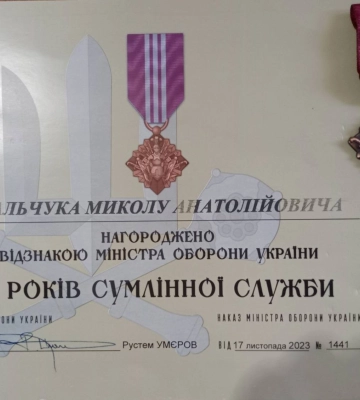 АЛЬЧУКА МИКОЛУ АНАТОЛІЙОВИЧА
НАГОРОДЖЕНО
ВІДЗНАКОЮ МІНІСТРА ОБОРОНИ УКРАЇНИ
РОКІВ СУМЛІННОЇ СЛУЖБИ
ОРОНИ УКРАЇНИ
НАКАЗ МІНІСТРА ОБОРОНИ УКРАЇНИ
Рустем УМЄРОВ
ВІД 17 листопада 2023 № 1441